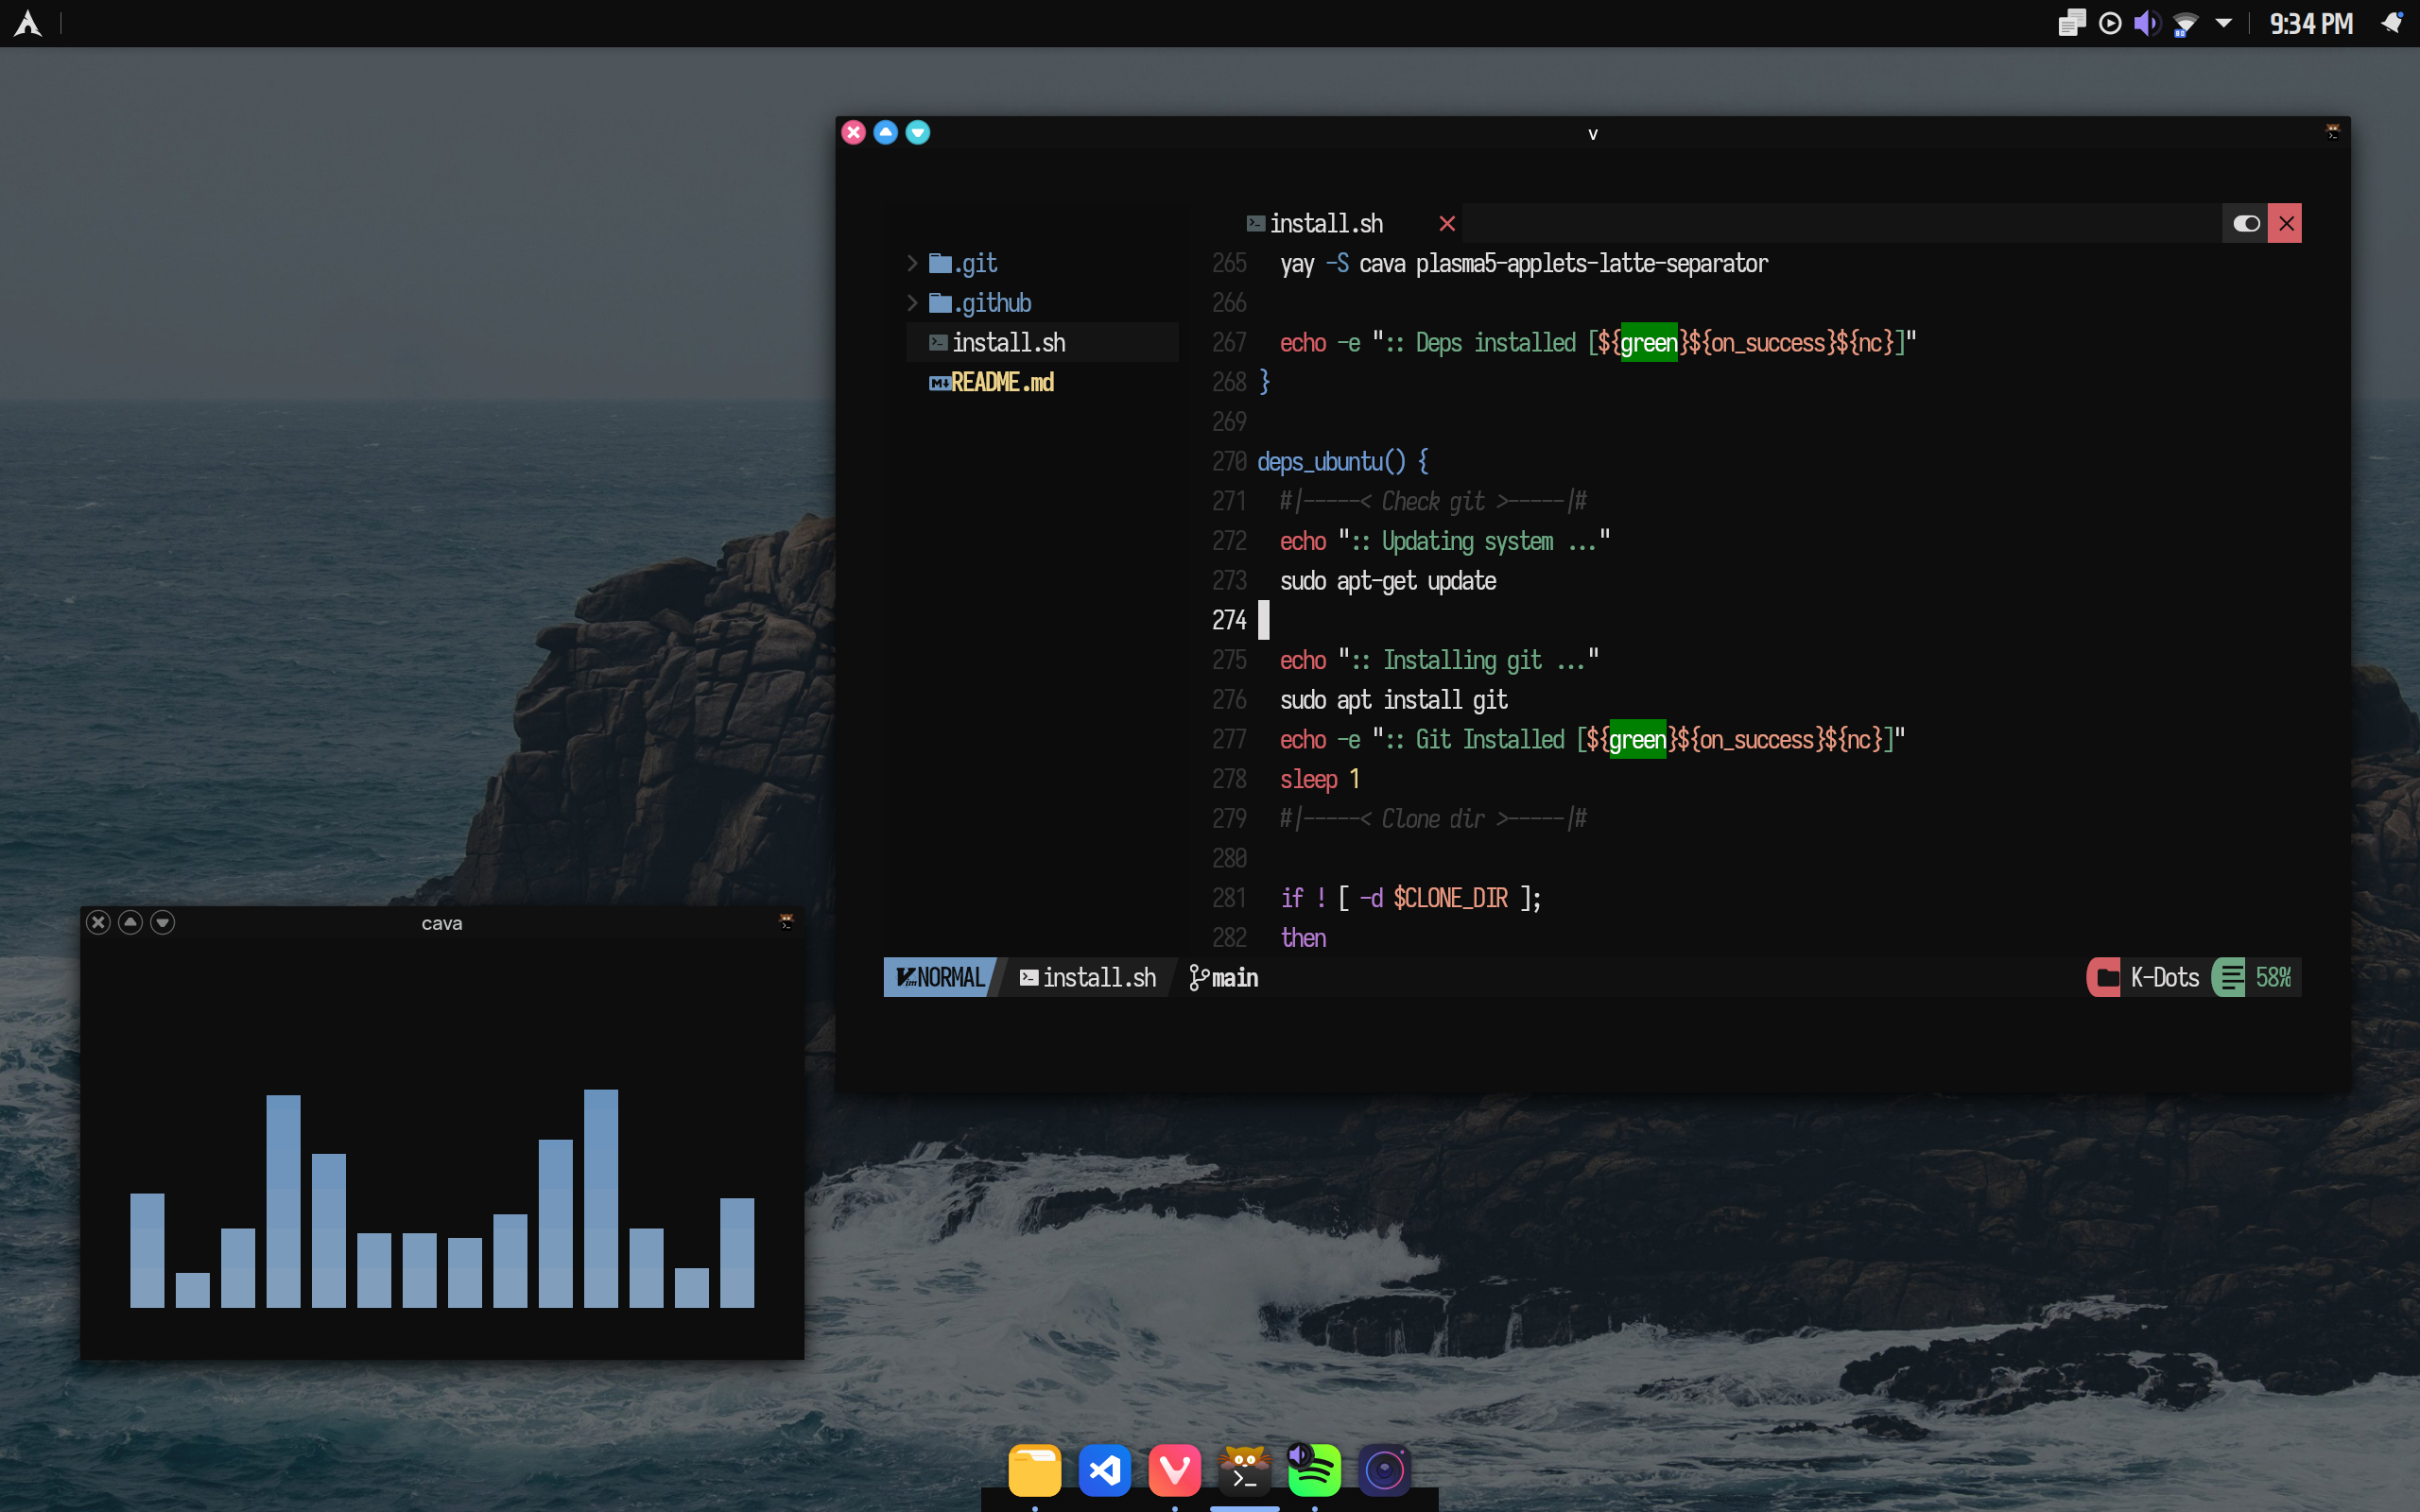 9:34 PM
v
install.sh
.git
.github
install.sh
README.md
265 yay -S cava plasma5-applets-latte-separator
266
267 echo -e ":: Deps installed [${green}${on_success}${nc}]"
268 }
269
270 deps_ubuntu() {
271 #|-----< Check git >-----|#
272 echo ":: Updating system ..."
273 sudo apt-get update
274
275 echo ":: Installing git ..."
276 sudo apt install git
277 echo -e ":: Git Installed [${green}${on_success}${nc}]"
278 sleep 1
279 #|-----< Clone dir >-----|#
280
281 if ! [ -d $CLONE_DIR ];
282 then
NORMAL install.sh main K-Dots 58%
cava